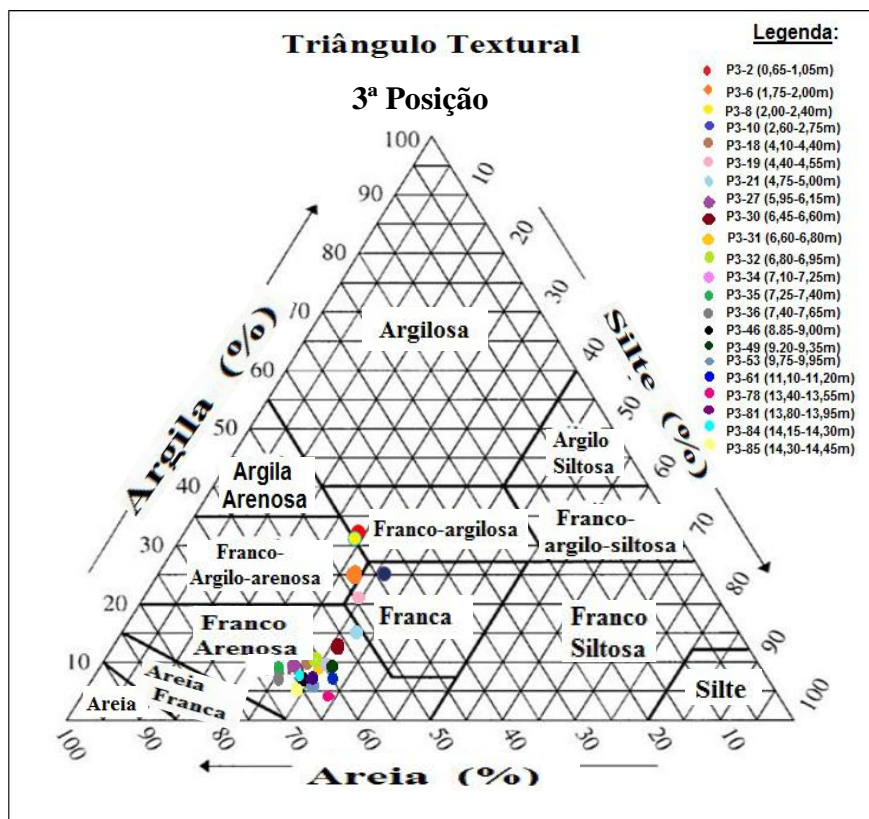 Triângulo Textural
3ª Posição
Legenda:
P3-2 (0,65-1,05m)
P3-6 (1,75-2,00m)
P3-8 (2,00-2,40m)
P3-10 (2,60-2,75m)
P3-18 (4,10-4,40m)
P3-19 (4,40-4,55m)
P3-21 (4,75-5,00m)
P3-27 (5,95-6,15m)
P3-30 (6,45-6,60m)
P3-31 (6,60-6,80m)
P3-32 (6,80-6,95m)
P3-34 (7,10-7,25m)
P3-35 (7,25-7,40m)
P3-36 (7,40-7,65m)
P3-46 (8.85-9,00m)
P3-49 (9.20-9,35m)
P3-53 (9,75-9,95m)
P3-61 (11,10-11,20m)
P3-78 (13,40-13,55m)
P3-81 (13,80-13,95m)
P3-84 (14,15-14,30m)
P3-85 (14,30-14,45m)
Argila (%)
100
90
80
70
60
50
40
30
20
10
Silte (%)
10
20
30
40
50
60
70
80
90
100
Argilosa
Argilo
Siltosa
Argila
Arenosa
Franco-argilosa
Franco-
argilo-siltosa
Franco-
Argilo-arenosa
Franco
Arenosa
Franca
Franco
Siltosa
Areia
Franca
Areia
Silte
100
90
80
70
60
50
40
30
20
10
Areia (%)